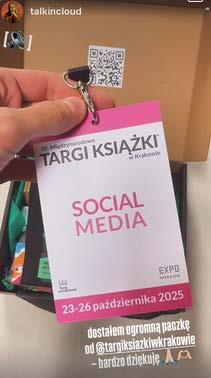 talkincloud
28. Międzynarodowe
TARGI KSIĄŻKI
w Krakowie
SOCIAL
MEDIA
EXPO
KRAKÓW
23-26 października 2025
dostałem ogromną paczkę
od @targiksiazkiwkrakowie
– bardzo dziękuję